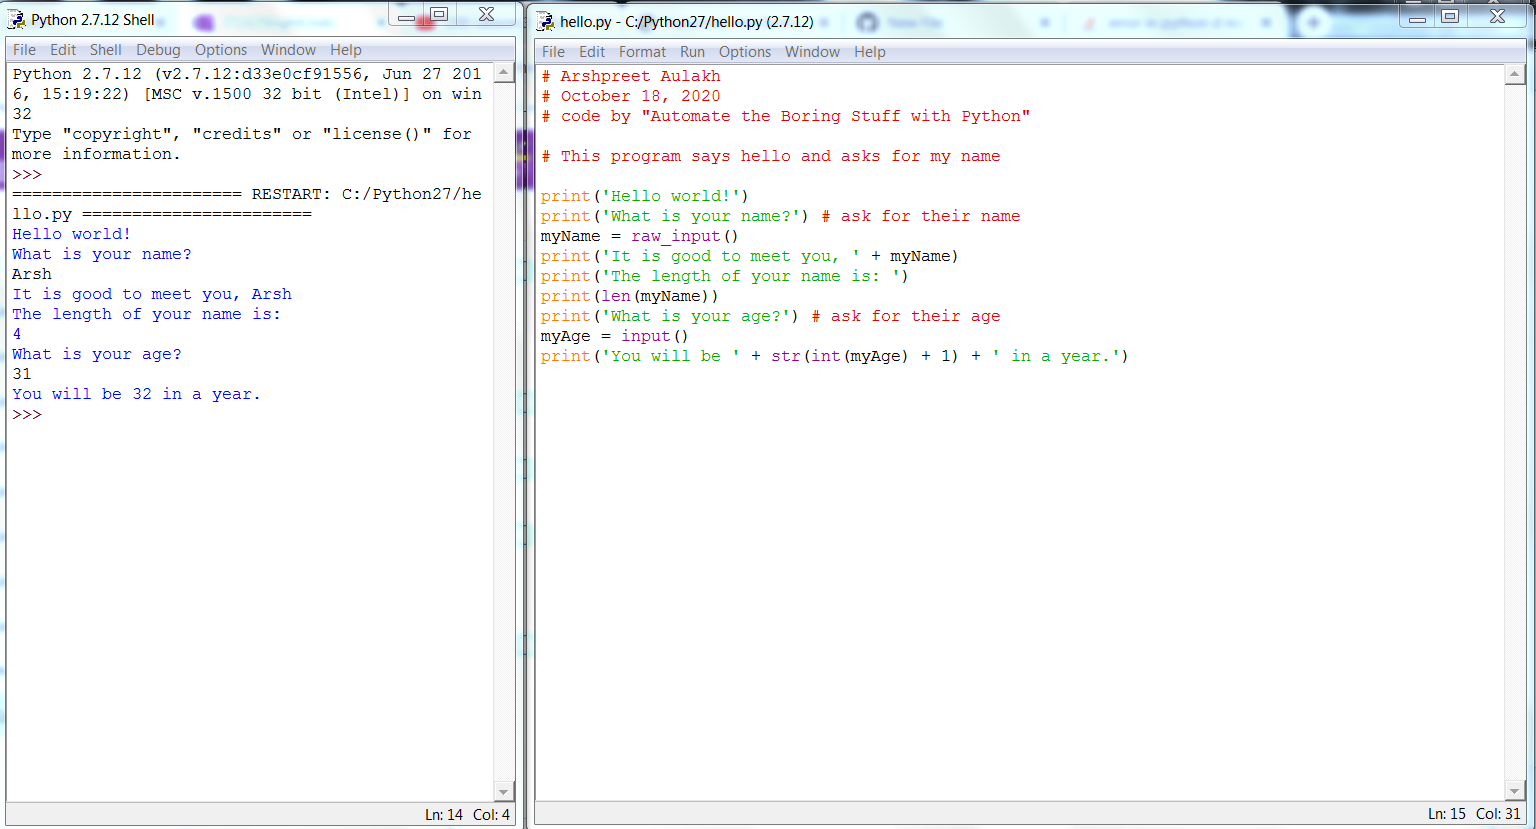 Python 2.7.12 Shell
File Edit Shell Debug Options Window Help
Python 2.7.12 (v2.7.12:d33e0cf91556, Jun 27 201
6, 15:19:22) [MSC v.1500 32 bit (Intel)] on win
32
Type "copyright", "credits" or "license()" for
more information.
>>>
======================= RESTART: C:/Python27/he
llo.py =======================
Hello world!
What is your name?
Arsh
It is good to meet you, Arsh
The length of your name is:
4
What is your age?
31
You will be 32 in a year.
>>>
Ln: 14 Col: 4
hello.py - C:/Python27/hello.py (2.7.12)
File Edit Format Run Options Window Help
# Arshpreet Aulakh
# October 18, 2020
# code by "Automate the Boring Stuff with Python"
# This program says hello and asks for my name
print('Hello world!')
print('What is your name?') # ask for their name
myName = raw_input()
print('It is good to meet you, ' + myName)
print('The length of your name is: ')
print(len(myName))
print('What is your age?') # ask for their age
myAge = input()
print('You will be ' + str(int(myAge) + 1) + ' in a year.')
Ln: 15 Col: 31